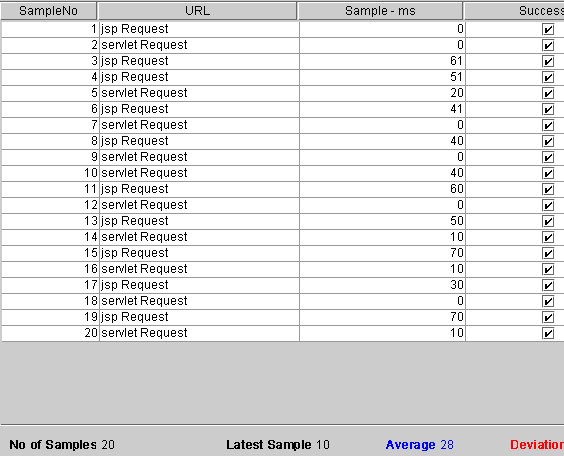 SampleNo URL Sample - ms Success
1 jsp Request 0
2 servlet Request 0
3 jsp Request 61
4 jsp Request 51
5 servlet Request 20
6 jsp Request 41
7 servlet Request 0
8 jsp Request 40
9 servlet Request 0
10 servlet Request 40
11 jsp Request 60
12 servlet Request 0
13 jsp Request 50
14 servlet Request 10
15 jsp Request 70
16 servlet Request 10
17 jsp Request 30
18 servlet Request 0
19 jsp Request 70
20 servlet Request 10
No of Samples 20 Latest Sample 10 Average 28 Deviation